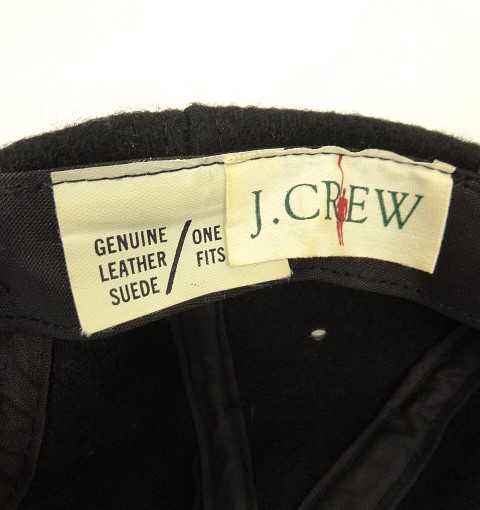 GENUINE
LEATHER
SUEDE
/
ONE
FITS
J.CREW